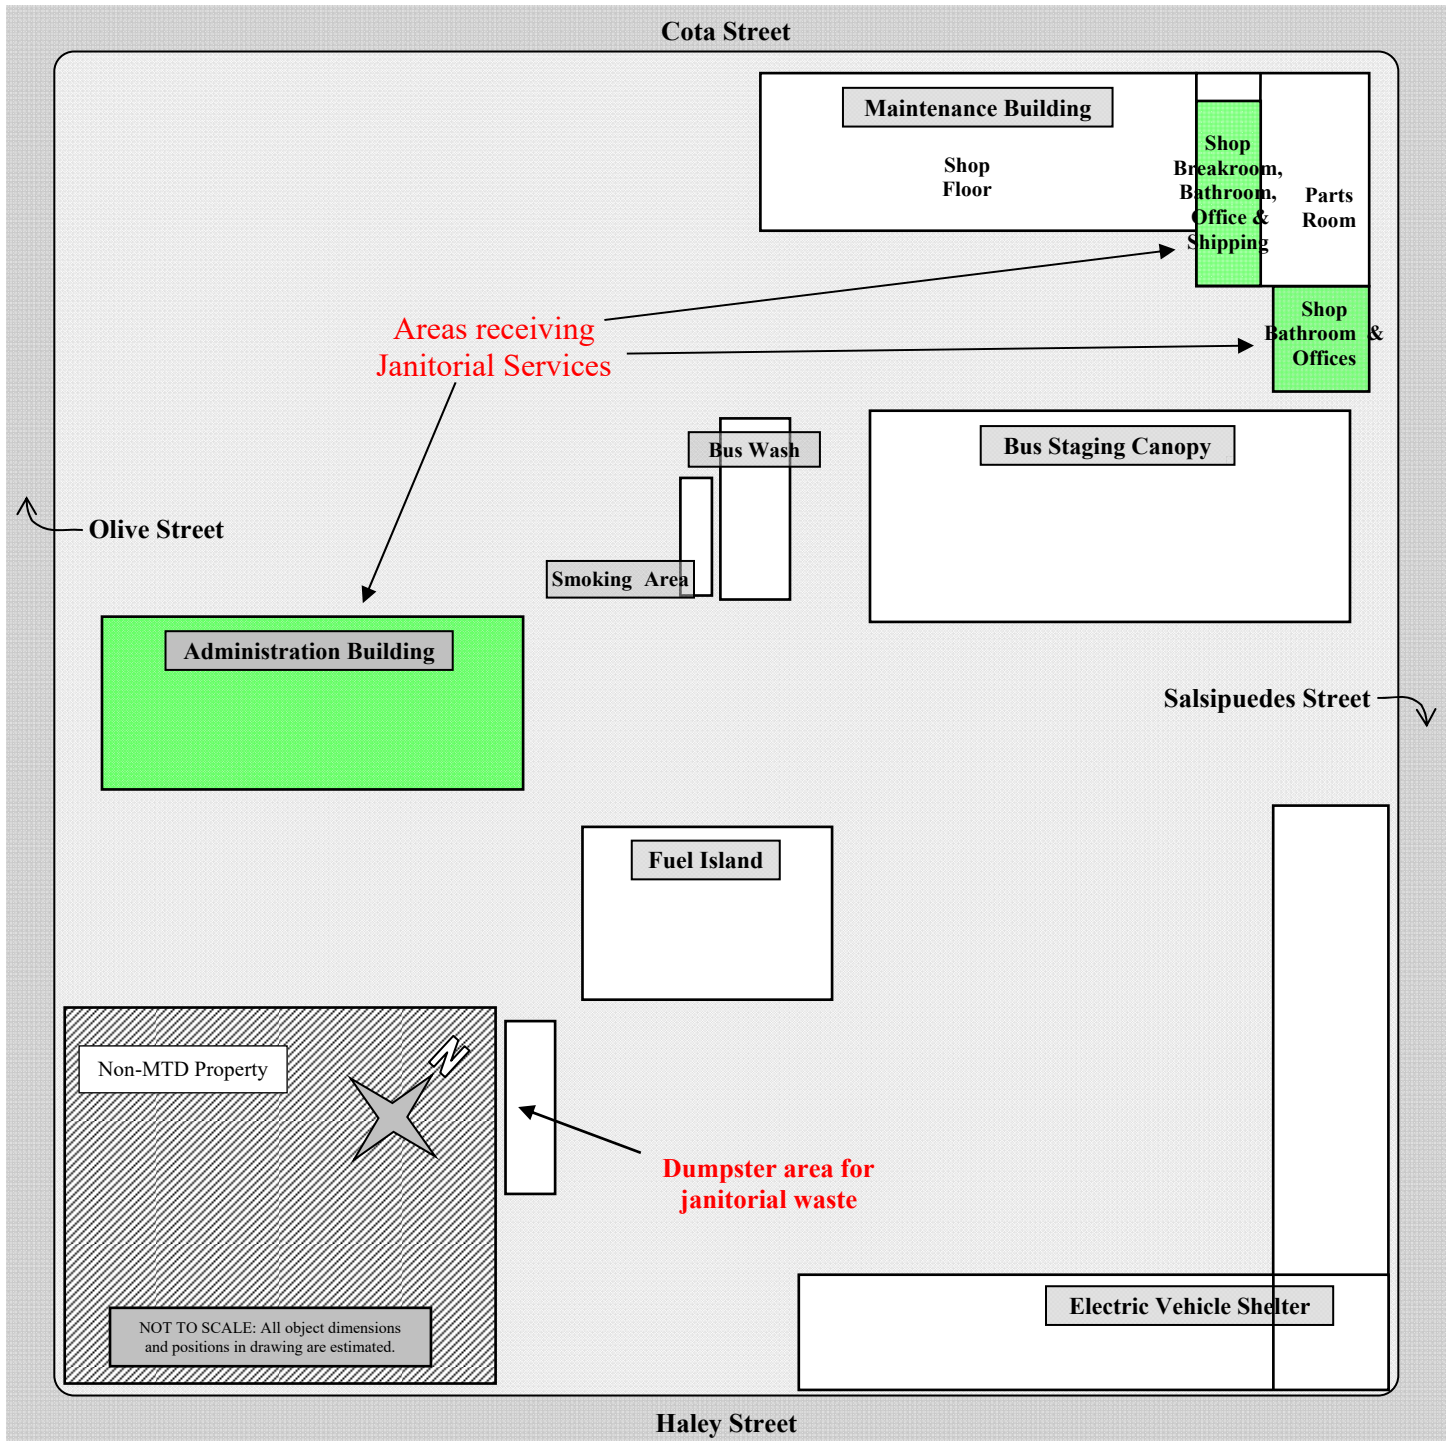 Cota Street
Maintenance Building
Shop
Floor
Shop
Breakroom,
Bathroom,
Office &
Shipping
Parts
Room
Shop
Bathroom &
Offices
Areas receiving
Janitorial Services
Bus Wash
Bus Staging Canopy
Olive Street
Smoking Area
Administration Building
Salsipuedes Street
Fuel Island
Non-MTD Property
N
Dumpster area for
janitorial waste
Electric Vehicle Shelter
NOT TO SCALE: All object dimensions
and positions in drawing are estimated.
Haley Street